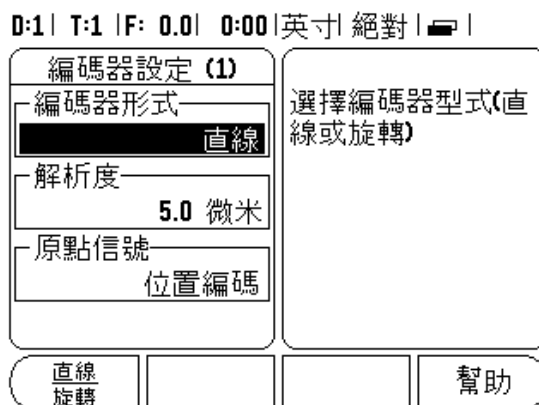 D:1| T:1 |F: 0.0| 0:00|英寸|絕對|
編碼器設定 (1)
編碼器形式
直線
解析度
5.0 微米
原點信號
位置編碼
選擇編碼器型式(直
線或旋轉)
直線
旋轉
幫助